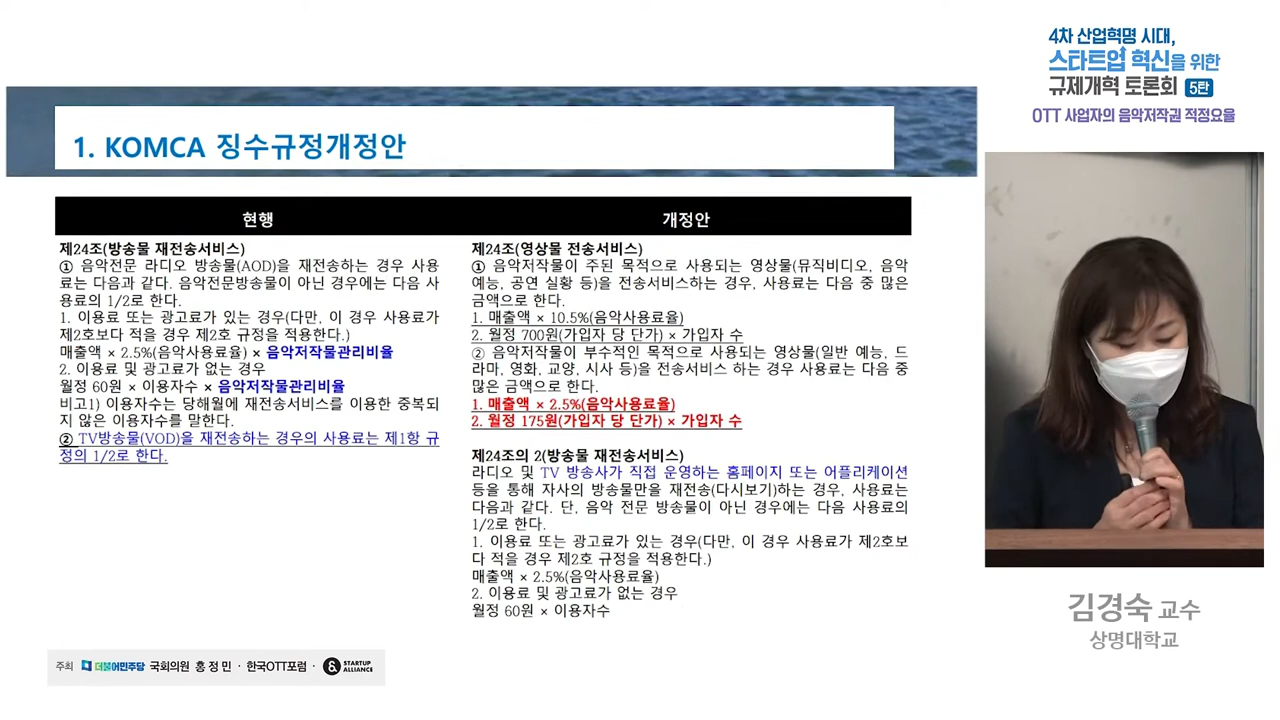 4차 산업혁명 시대,
스타트업 혁신을 위한
규제개혁 토론회 5탄
OTT 사업자의 음악저작권 적정요율
1. KOMCA 징수규정개정안
현행
제24조(방송물 재전송서비스)
① 음악전문 라디오 방송물(AOD)을 재전송하는 경우 사용
료는 다음과 같다. 음악전문방송물이 아닌 경우에는 다음 사
용료의 1/2로 한다.
1. 이용료 또는 광고료가 있는 경우(다만, 이 경우 사용료가
제2호보다 적을 경우 제2호 규정을 적용한다.)
매출액 × 2.5%(음악사용료율) × 음악저작물관리비율
2. 이용료 및 광고료가 없는 경우
월정 60원 × 이용자수 × 음악저작물관리비율
비고1) 이용자수는 당해월에 재전송서비스를 이용한 중복되
지 않은 이용자수를 말한다.
② TV방송물(VOD)을 재전송하는 경우의 사용료는 제1항 규
정의 1/2로 한다.
개정안
제24조(영상물 전송서비스)
① 음악저작물이 주된 목적으로 사용되는 영상물(뮤직비디오, 음악
예능, 공연 실황 등)을 전송서비스하는 경우, 사용료는 다음 중 많은
금액으로 한다.
1. 매출액 × 10.5%(음악사용료율)
2. 월정 700원(가입자 당 단가) × 가입자 수
② 음악저작물이 부수적인 목적으로 사용되는 영상물(일반 예능, 드
라마, 영화, 교양, 시사 등)을 전송서비스 하는 경우 사용료는 다음 중
많은 금액으로 한다.
1. 매출액 × 2.5%(음악사용료율)
2. 월정 175원(가입자 당 단가) × 가입자 수
제24조의 2(방송물 재전송서비스)
라디오 및 TV 방송사가 직접 운영하는 홈페이지 또는 어플리케이션
등을 통해 자사의 방송물만을 재전송(다시보기)하는 경우, 사용료는
다음과 같다. 단, 음악 전문 방송물이 아닌 경우에는 다음 사용료의
1/2로 한다.
1. 이용료 또는 광고료가 있는 경우(다만, 이 경우 사용료가 제2호보
다 적을 경우 제2호 규정을 적용한다.)
매출액 × 2.5%(음악사용료율)
2. 이용료 및 광고료가 없는 경우
월정 60원 × 이용자수
김경숙 교수
상명대학교
주최 더불어민주당 국회의원 홍정민 · 한국OTT포럼 · & STARTUP ALLIANCE